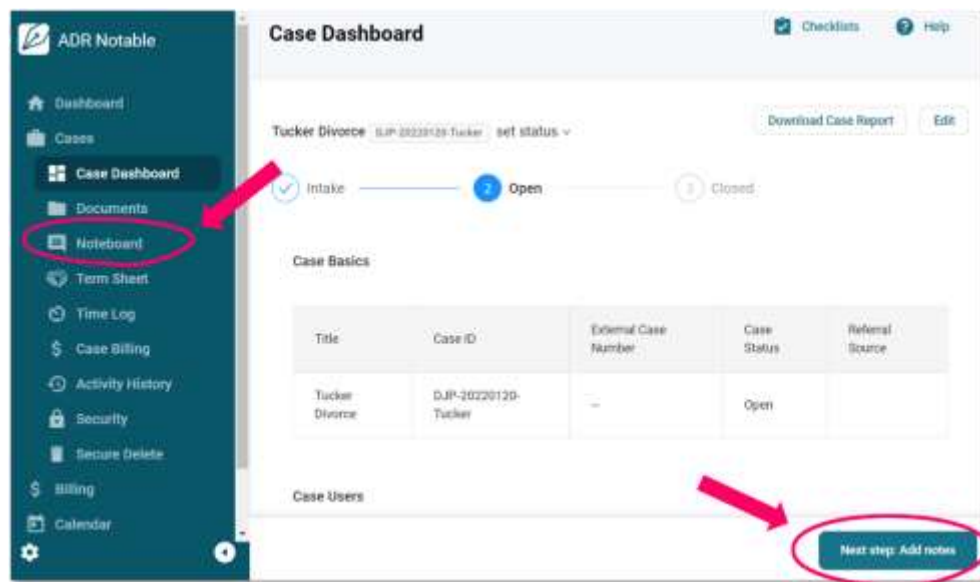 ADR Notable
Dashboard
Cases
Case Dashboard
Documents
Noteboard
Term Sheet
Time Log
$ Case Billing
Activity History
Security
Secure Delete
$ Billing
Calendar
Case Dashboard
Checklists
Help
Tucker Divorce DJP-20220120-Tucker set status
Download Case Report
Edit
Intake
2 Open
3 Closed
Case Basics
Title
Case ID
External Case
Number
Case
Status
Referral
Source
Tucker
Divorce
DJP-20220120-
Tucker
--
Open
Case Users
Next step: Add notes